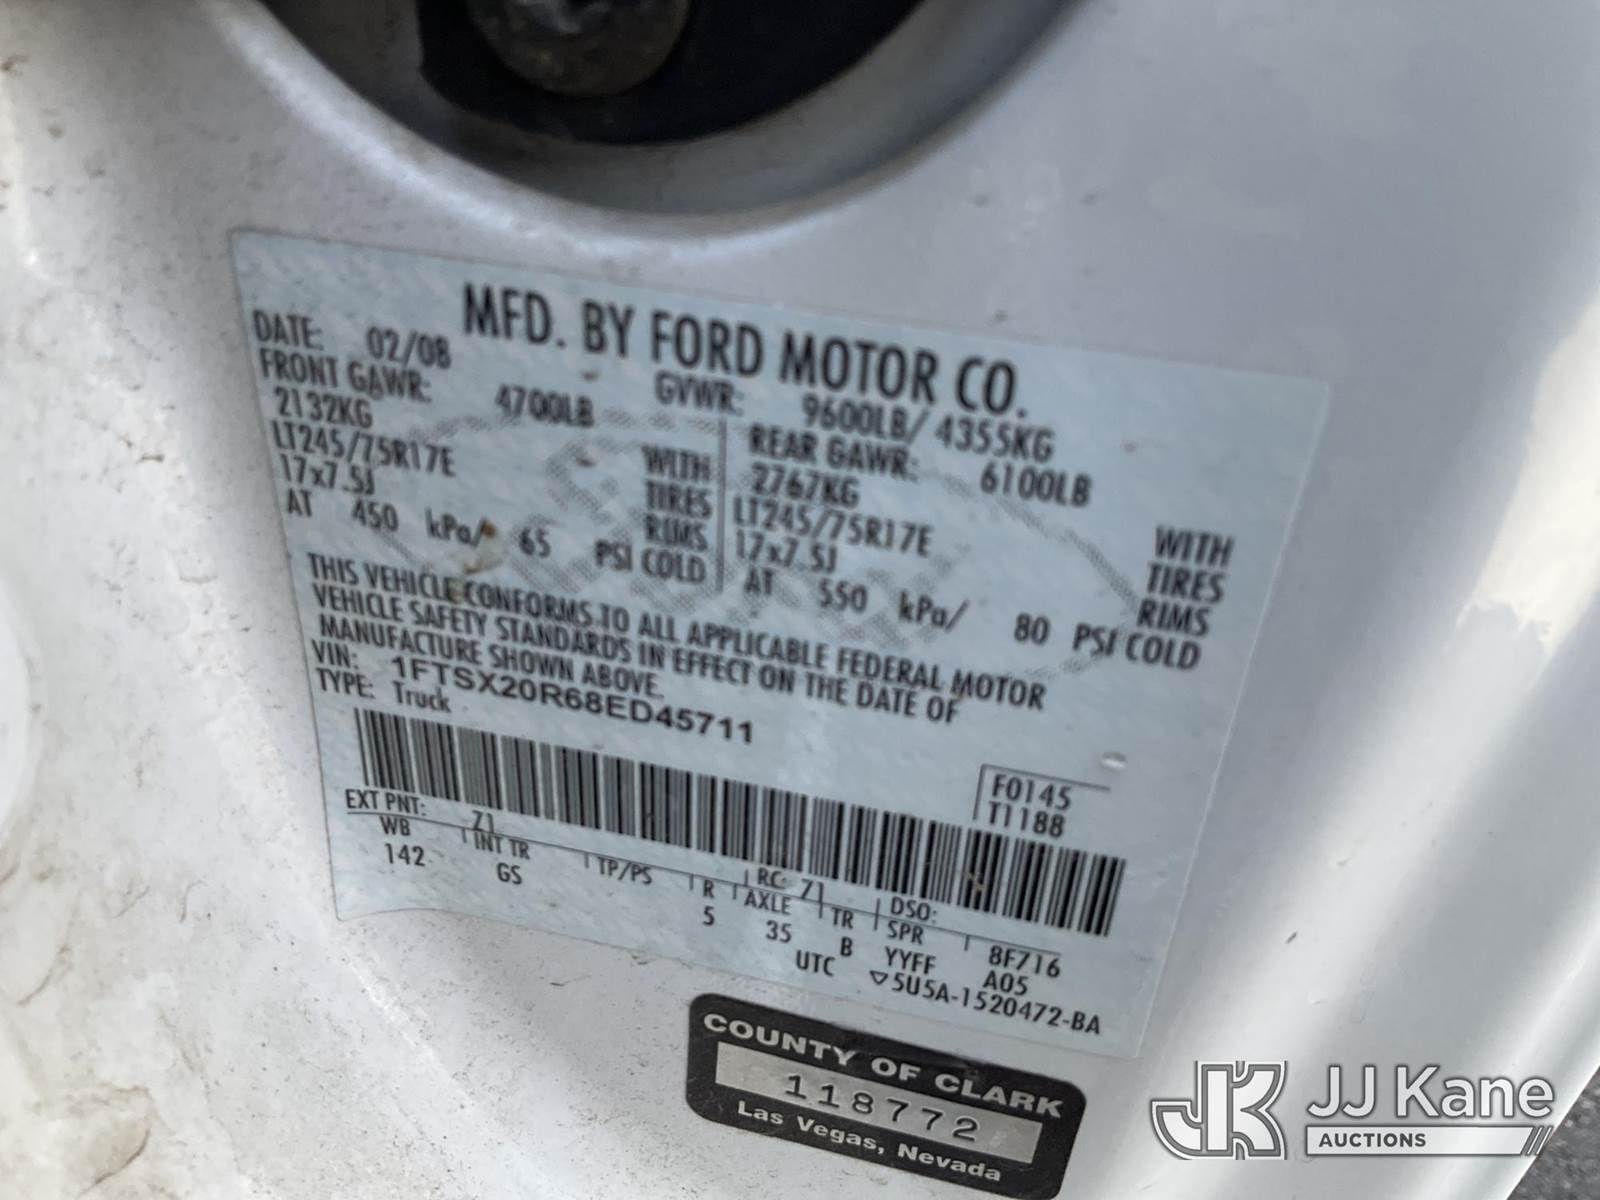 MFD. BY FORD MOTOR CO.
DATE: 02/08 GVWR: 9600LB/ 4355KG
FRONT GAWR: 4700LB REAR GAWR: 6100LB
2132KG WITH 2767KG WITH
LT245/75R17E TIRES LT245/75R17E TIRES
17x7.5J RIMS 17x7.5J RIMS
AT 450 kPa/ 65 PSI COLD AT 550 kPa/ 80 PSI COLD
THIS VEHICLE CONFORMS TO ALL APPLICABLE FEDERAL MOTOR
VEHICLE SAFETY STANDARDS IN EFFECT ON THE DATE OF
MANUFACTURE SHOWN ABOVE.
VIN: 1FTSX20R68ED45711
TYPE: Truck
F0145
T1188
EXT PNT: Z1 RC: 71 DSO:
WB INT TR TP/PS R AXLE TR SPR 8F716
142 GS 5 35 B YYFF A05
UTC ▽5U5A-1520472-BA
COUNTY OF CLARK
118772
Las Vegas, Nevada
JK JJ Kane
AUCTIONS